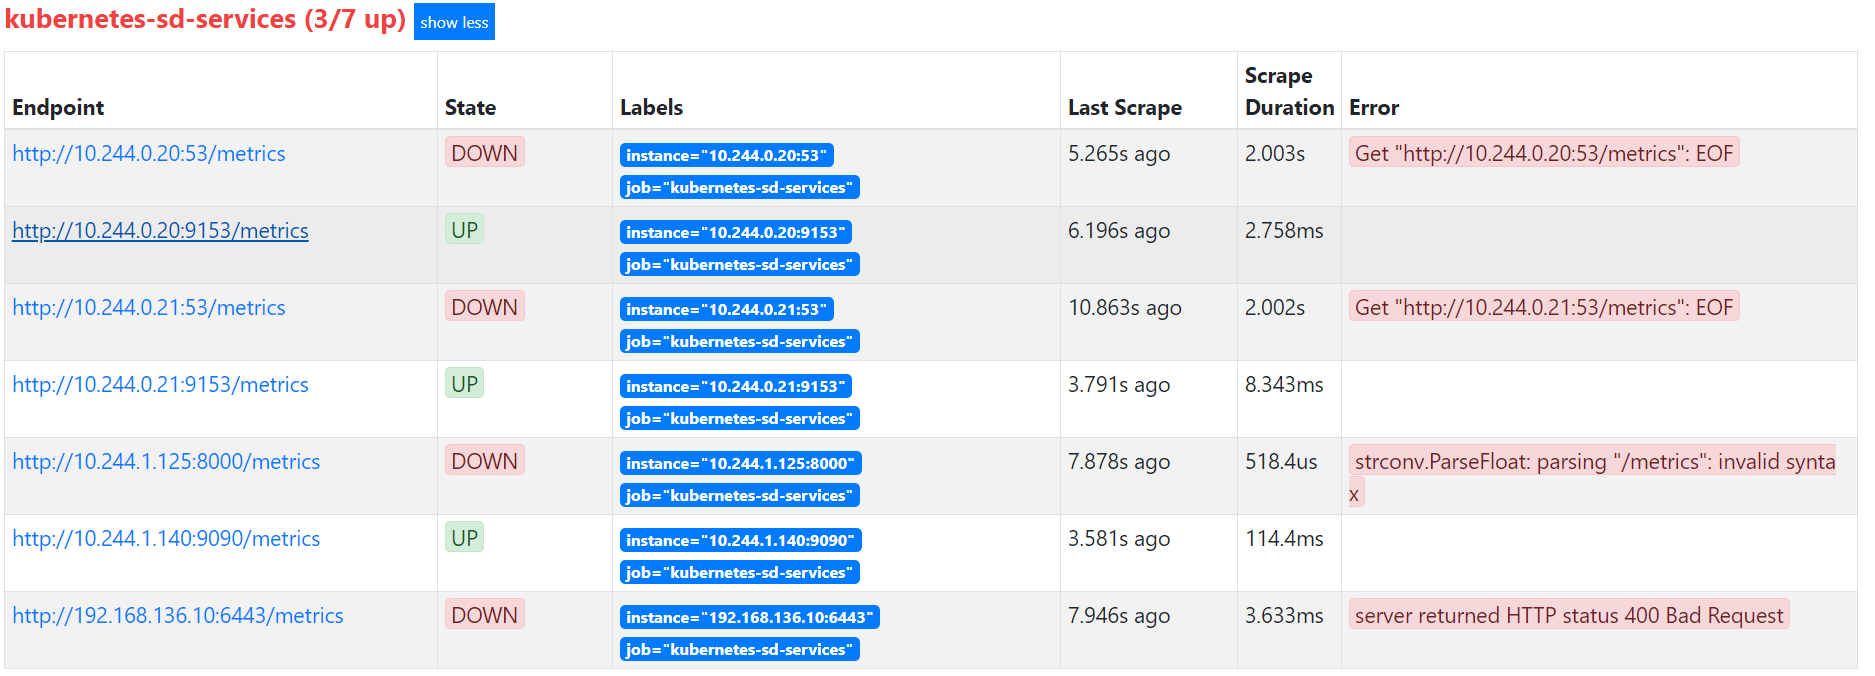 kubernetes-sd-services (3/7 up) show less
Endpoint State Labels Last Scrape Scrape Duration Error
http://10.244.0.20:53/metrics DOWN instance="10.244.0.20:53" 5.265s ago 2.003s Get "http://10.244.0.20:53/metrics": EOF
job="kubernetes-sd-services"
http://10.244.0.20:9153/metrics UP instance="10.244.0.20:9153" 6.196s ago 2.758ms
job="kubernetes-sd-services"
http://10.244.0.21:53/metrics DOWN instance="10.244.0.21:53" 10.863s ago 2.002s Get "http://10.244.0.21:53/metrics": EOF
job="kubernetes-sd-services"
http://10.244.0.21:9153/metrics UP instance="10.244.0.21:9153" 3.791s ago 8.343ms
job="kubernetes-sd-services"
http://10.244.1.125:8000/metrics DOWN instance="10.244.1.125:8000" 7.878s ago 518.4us strconv.ParseFloat: parsing "/metrics": invalid synta
job="kubernetes-sd-services" x
http://10.244.1.140:9090/metrics UP instance="10.244.1.140:9090" 3.581s ago 114.4ms
job="kubernetes-sd-services"
http://192.168.136.10:6443/metrics DOWN instance="192.168.136.10:6443" 7.946s ago 3.633ms server returned HTTP status 400 Bad Request
job="kubernetes-sd-services"